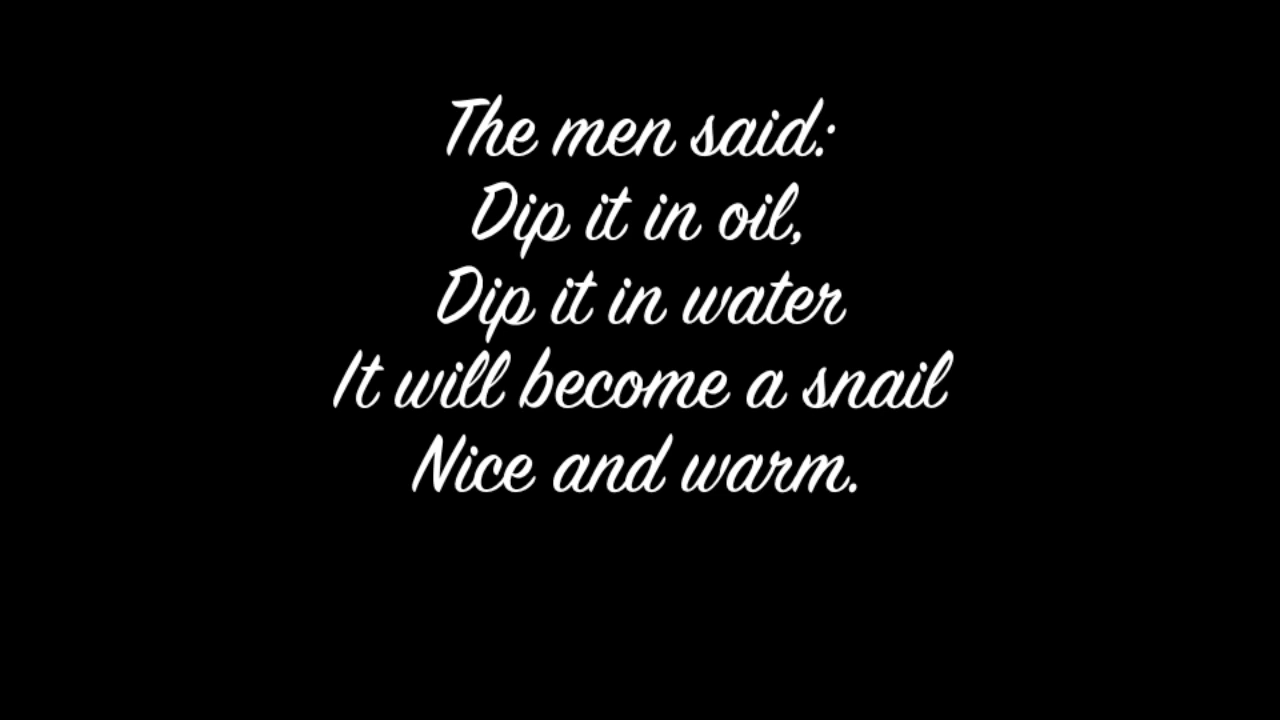 The men said:
Dip it in oil,
Dip it in water
It will become a snail
Nice and warm.